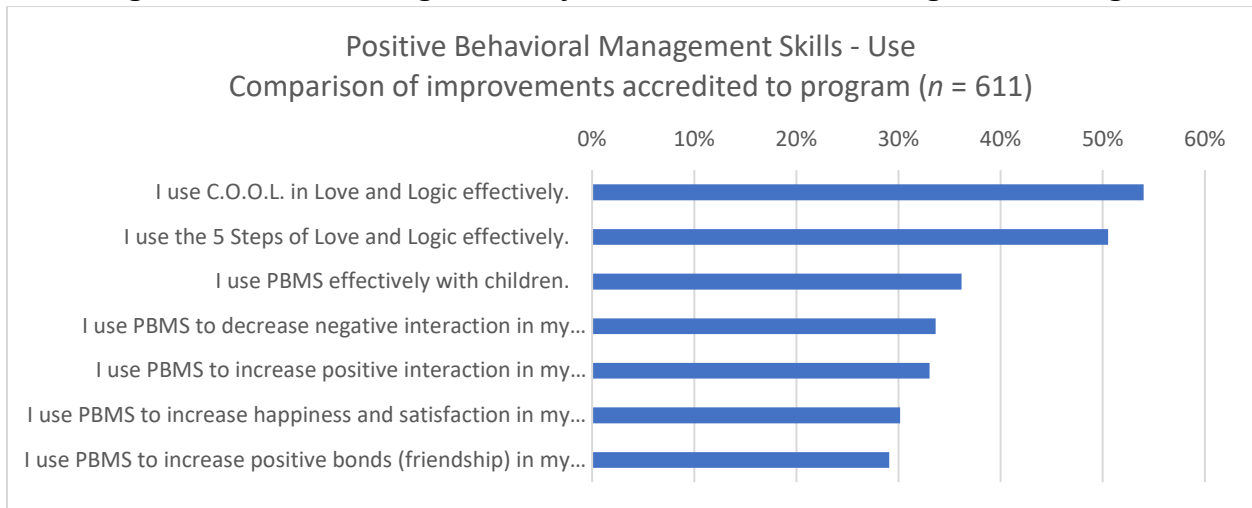 Positive Behavioral Management Skills - Use
Comparison of improvements accredited to program (n = 611)
0% 10% 20% 30% 40% 50% 60%
I use C.O.O.L. in Love and Logic effectively.
I use the 5 Steps of Love and Logic effectively.
I use PBMS effectively with children.
I use PBMS to decrease negative interaction in my…
I use PBMS to increase positive interaction in my…
I use PBMS to increase happiness and satisfaction in my…
I use PBMS to increase positive bonds (friendship) in my…